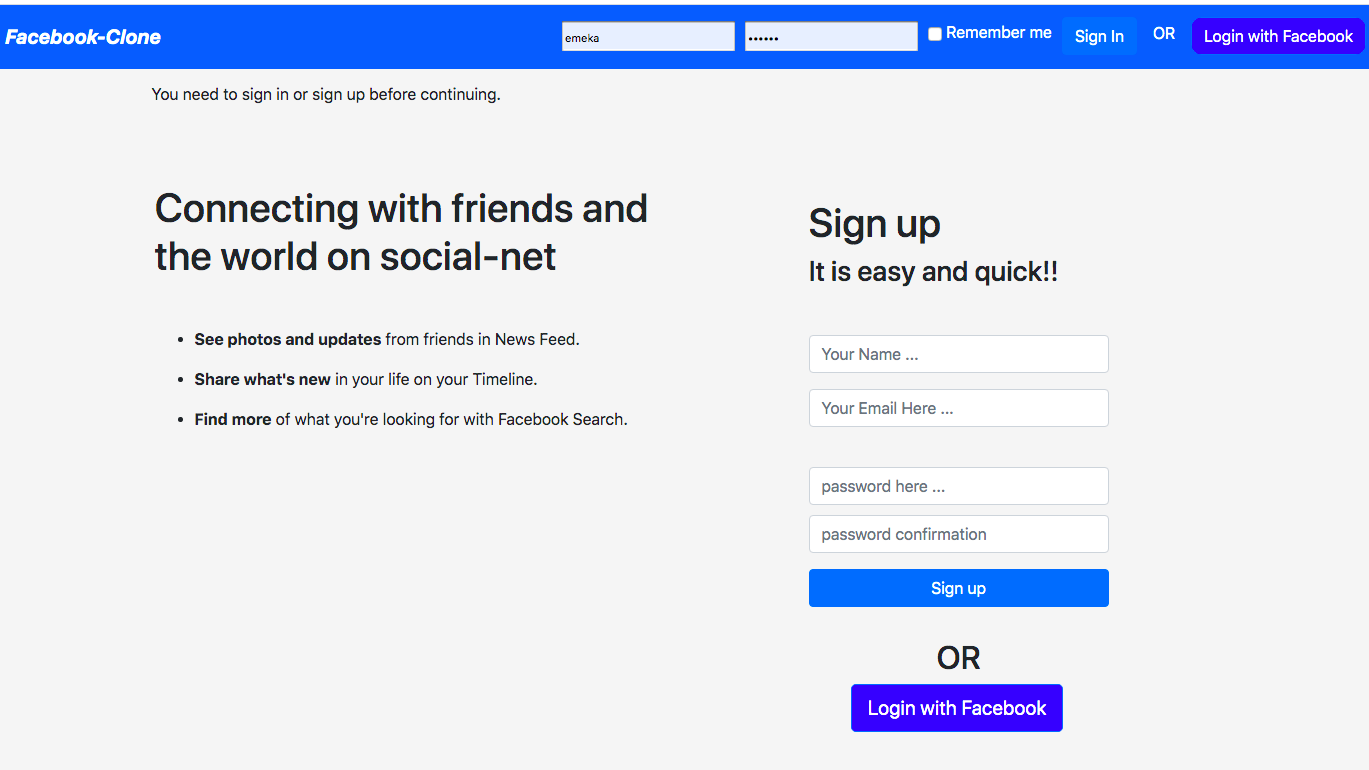 Facebook-Clone
emeka
••••••
Remember me
Sign In
OR
Login with Facebook
You need to sign in or sign up before continuing.
Connecting with friends and
the world on social-net
• See photos and updates from friends in News Feed.
• Share what's new in your life on your Timeline.
• Find more of what you're looking for with Facebook Search.
Sign up
It is easy and quick!!
Your Name ...
Your Email Here ...
password here ...
password confirmation
Sign up
OR
Login with Facebook